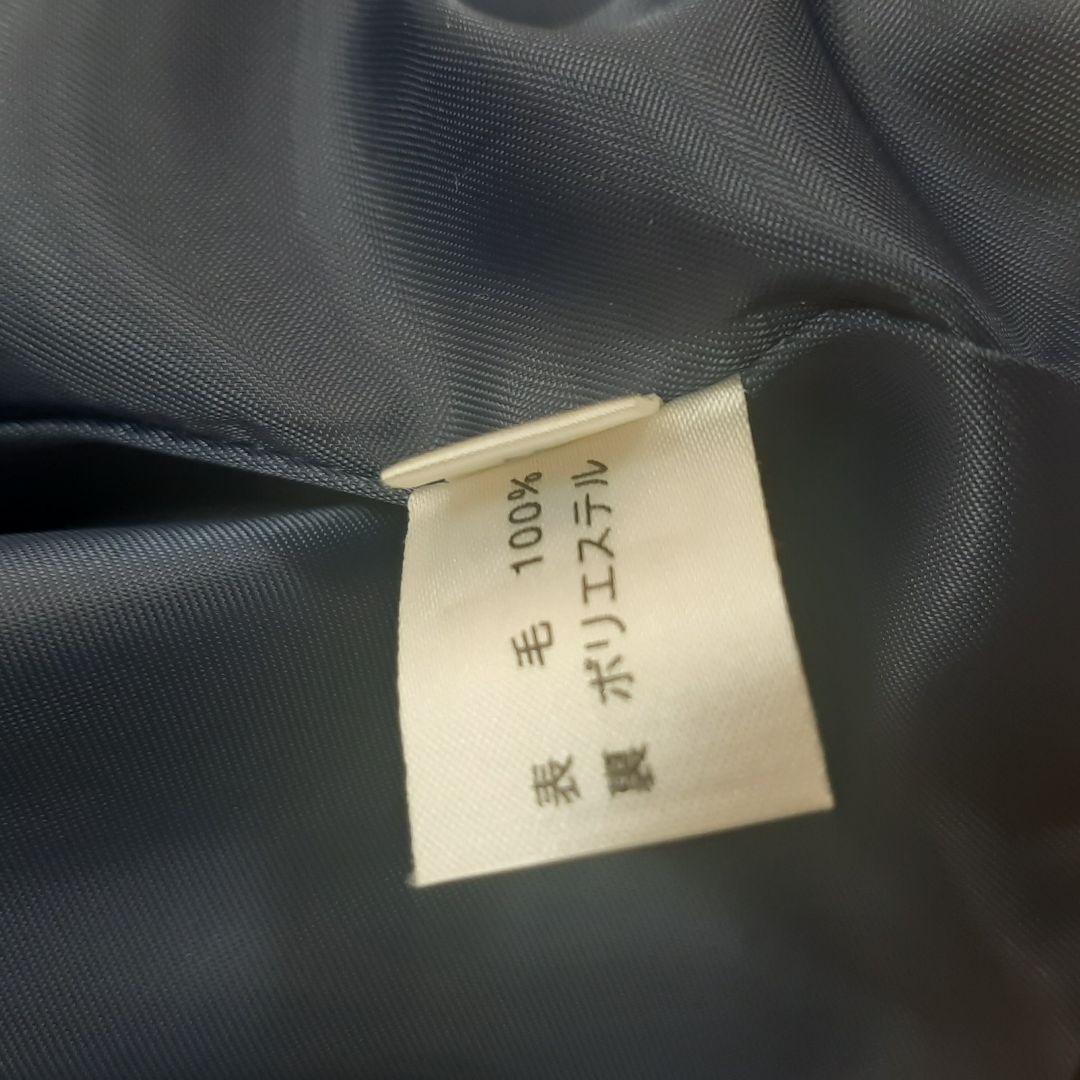 表 毛 100%
裏 ポリエステル